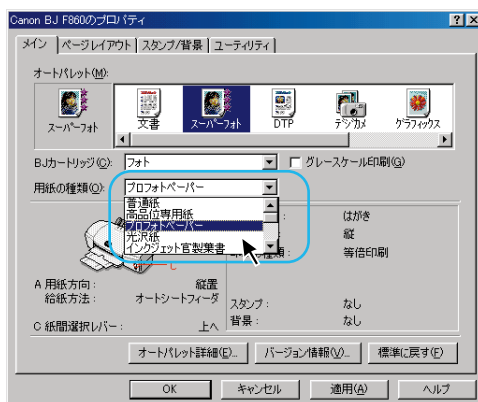 Canon BJ F860のプロパティ
メイン ページレイアウト スタンプ/背景 ユーティリティ
オートパレット(M):
スーパーフォト 文書 スーパーフォト DTP デジカメ グラフィックス
BJカートリッジ(C): フォト グレースケール印刷(G)
用紙の種類(O): プロフォトペーパー
普通紙
高品位専用紙
プロフォトペーパー
光沢紙
インクジェット官製葉書
はがき
縦
等倍印刷
C
A 用紙方向: 縦置
給紙方法: オートシートフィーダ
スタンプ: なし
C 紙間選択レバー: 上へ
背景: なし
オートパレット詳細(E)... バージョン情報(V)... 標準に戻す(F)
OK キャンセル 適用(A) ヘルプ